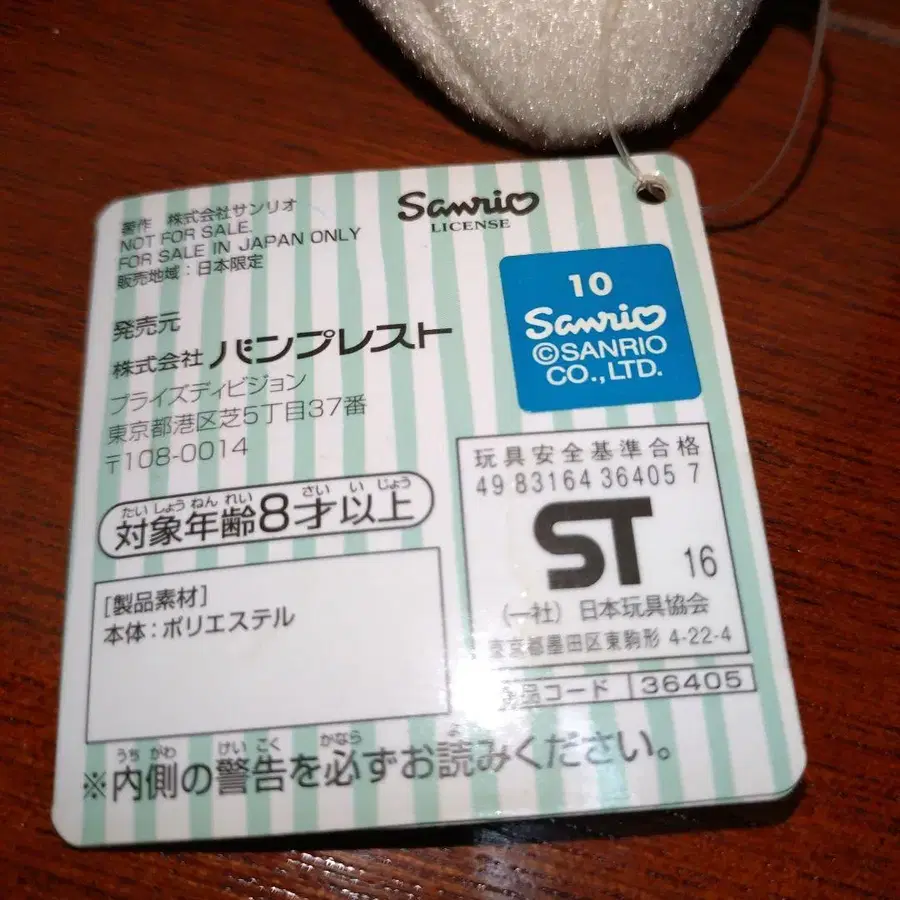 著作 株式会社サンリオ
NOT FOR SALE.
FOR SALE IN JAPAN ONLY
販売地域：日本限定
Sanrio
LICENSE
10
Sanrio
©SANRIO
CO., LTD.
発売元
株式会社 バンプレスト
プライズディビジョン
東京都港区芝5丁目37番
〒108-0014
たい しょう ねん れい さい い じょう
対象年齢8才以上
[製品素材]
本体：ポリエステル
玩具安全基準合格
49 83164 36405 7
ST
16
(一社) 日本玩具協会
東京都墨田区東駒形 4-22-4
品コード 36405
うち がわ けい こく かなら よ
※内側の警告を必ずお読みください。